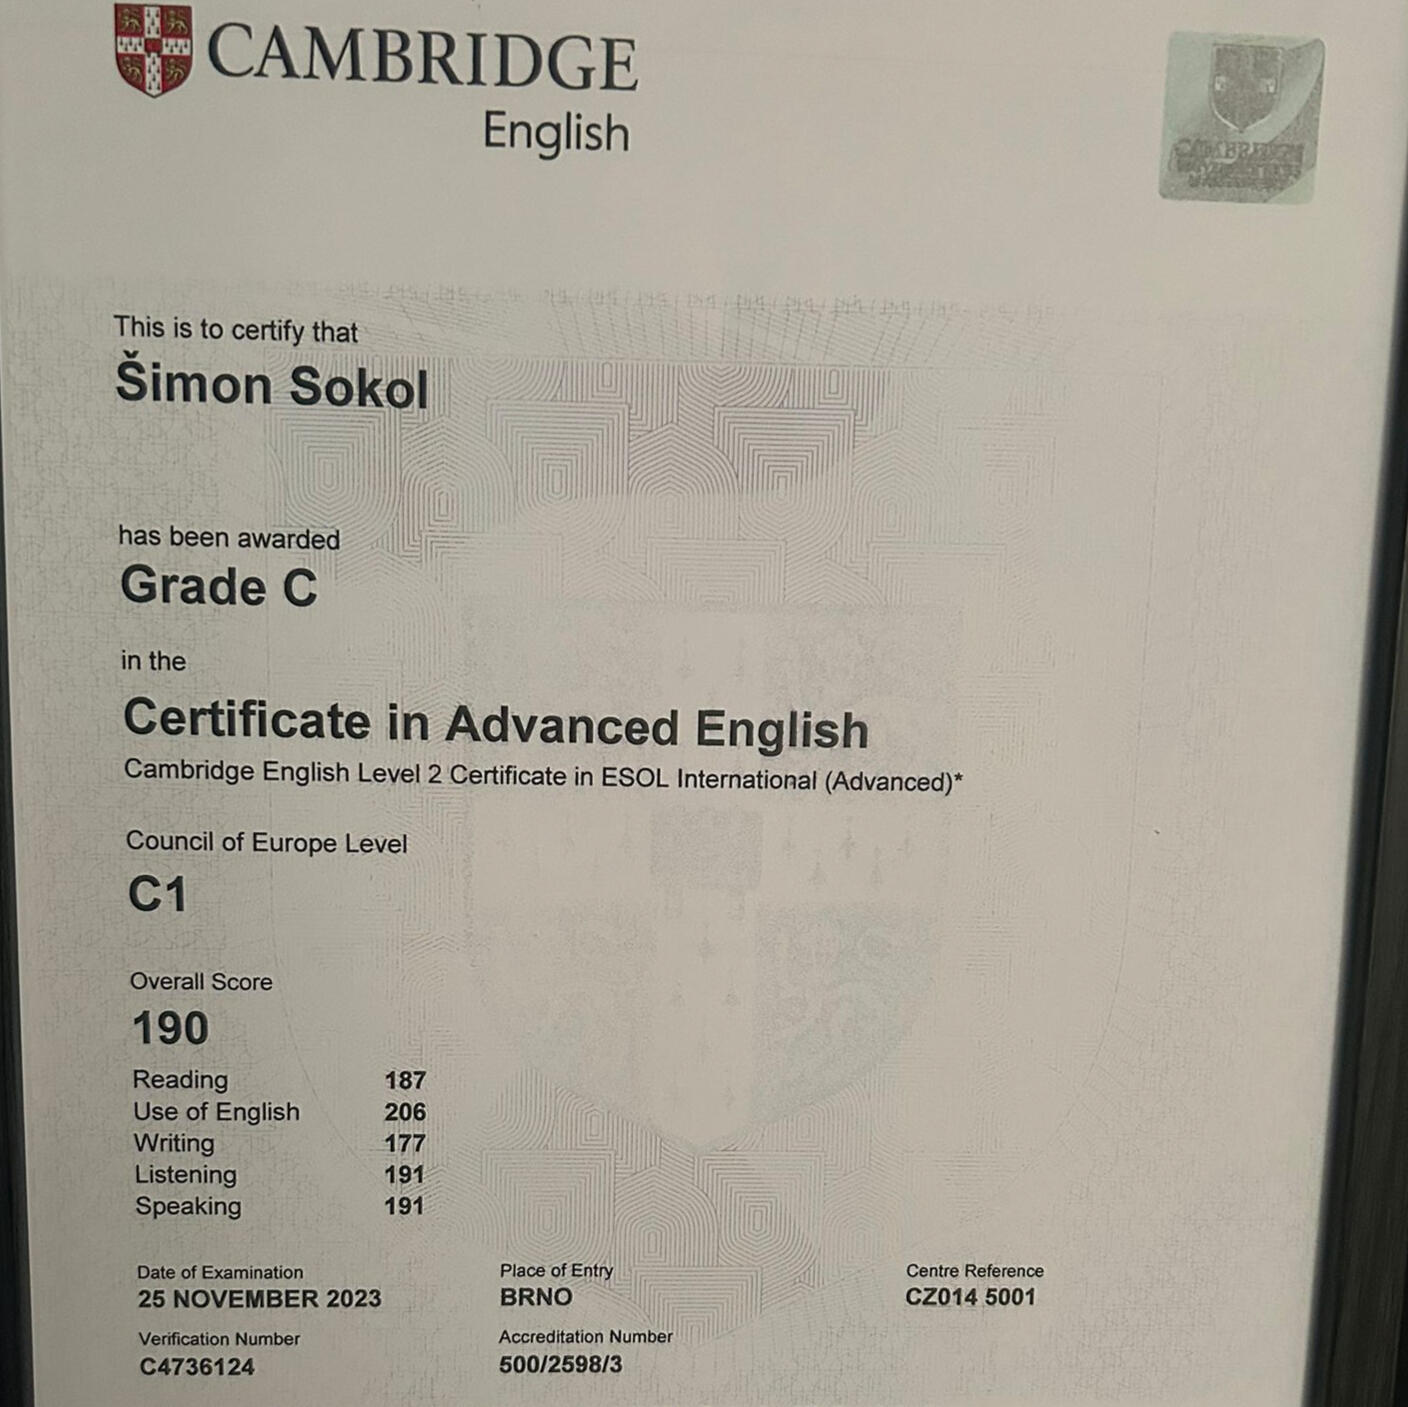 CAMBRIDGE
English
CAMBRIDGE
This is to certify that
Šimon Sokol
has been awarded
Grade C
in the
Certificate in Advanced English
Cambridge English Level 2 Certificate in ESOL International (Advanced)*
Council of Europe Level
C1
Overall Score
190
Reading 187
Use of English 206
Writing 177
Listening 191
Speaking 191
Date of Examination Place of Entry Centre Reference
25 NOVEMBER 2023 BRNO CZ014 5001
Verification Number Accreditation Number
C4736124 500/2598/3